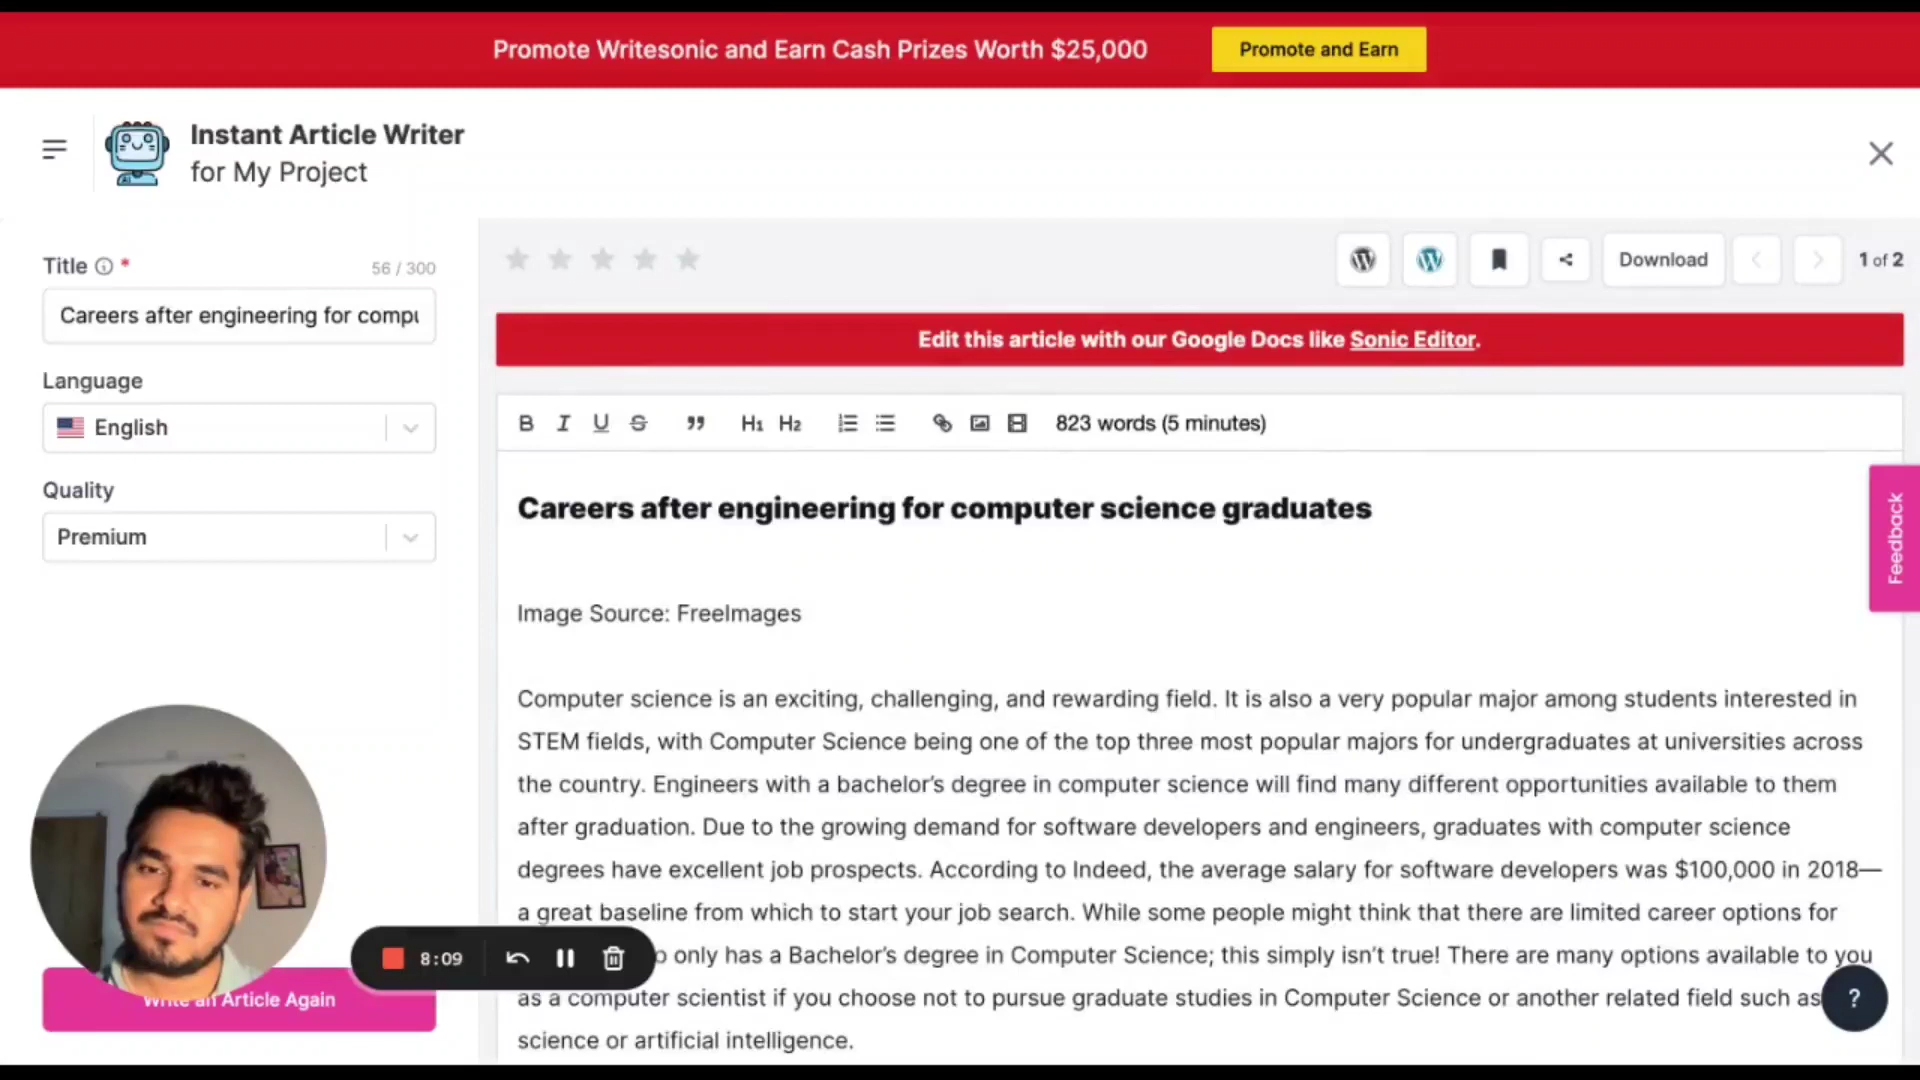 Promote Writesonic and Earn Cash Prizes Worth $25,000
Promote and Earn
Instant Article Writer
for My Project
Title *
56 / 300
Careers after engineering for compu
Language
English
Quality
Premium
Write an Article Again
8:09
Download
1 of 2
Edit this article with our Google Docs like Sonic Editor.
B I U S H1 H2 823 words (5 minutes)
Careers after engineering for computer science graduates
Image Source: FreeImages
Computer science is an exciting, challenging, and rewarding field. It is also a very popular major among students interested in
STEM fields, with Computer Science being one of the top three most popular majors for undergraduates at universities across
the country. Engineers with a bachelor’s degree in computer science will find many different opportunities available to them
after graduation. Due to the growing demand for software developers and engineers, graduates with computer science
degrees have excellent job prospects. According to Indeed, the average salary for software developers was $100,000 in 2018—
a great baseline from which to start your job search. While some people might think that there are limited career options for
o only has a Bachelor’s degree in Computer Science; this simply isn’t true! There are many options available to you
as a computer scientist if you choose not to pursue graduate studies in Computer Science or another related field such as
science or artificial intelligence.
Feedback
?